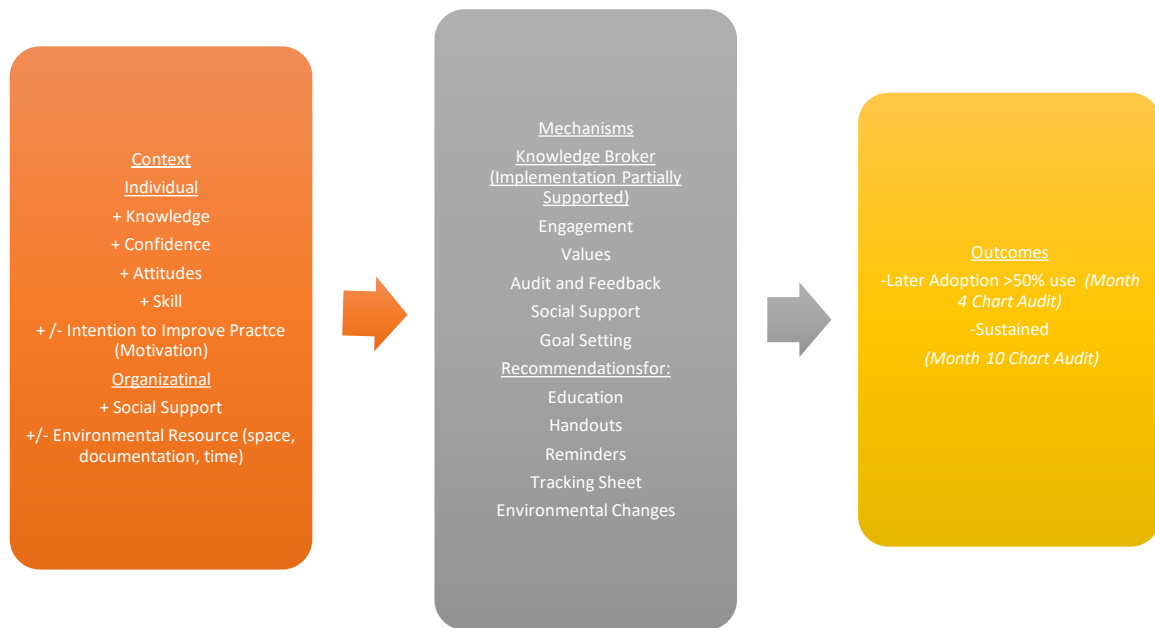 Context
Individual
+ Knowledge
+ Confidence
+ Attitudes
+ Skill
+ /- Intention to Improve Practce
(Motivation)
Organizatinal
+ Social Support
+/- Environmental Resource (space,
documentation, time)
Mechanisms
Knowledge Broker
(Implementation Partially
Supported)
Engagement
Values
Audit and Feedback
Social Support
Goal Setting
Recommendationsfor:
Education
Handouts
Reminders
Tracking Sheet
Environmental Changes
Outcomes
-Later Adoption >50% use (Month
4 Chart Audit)
-Sustained
(Month 10 Chart Audit)